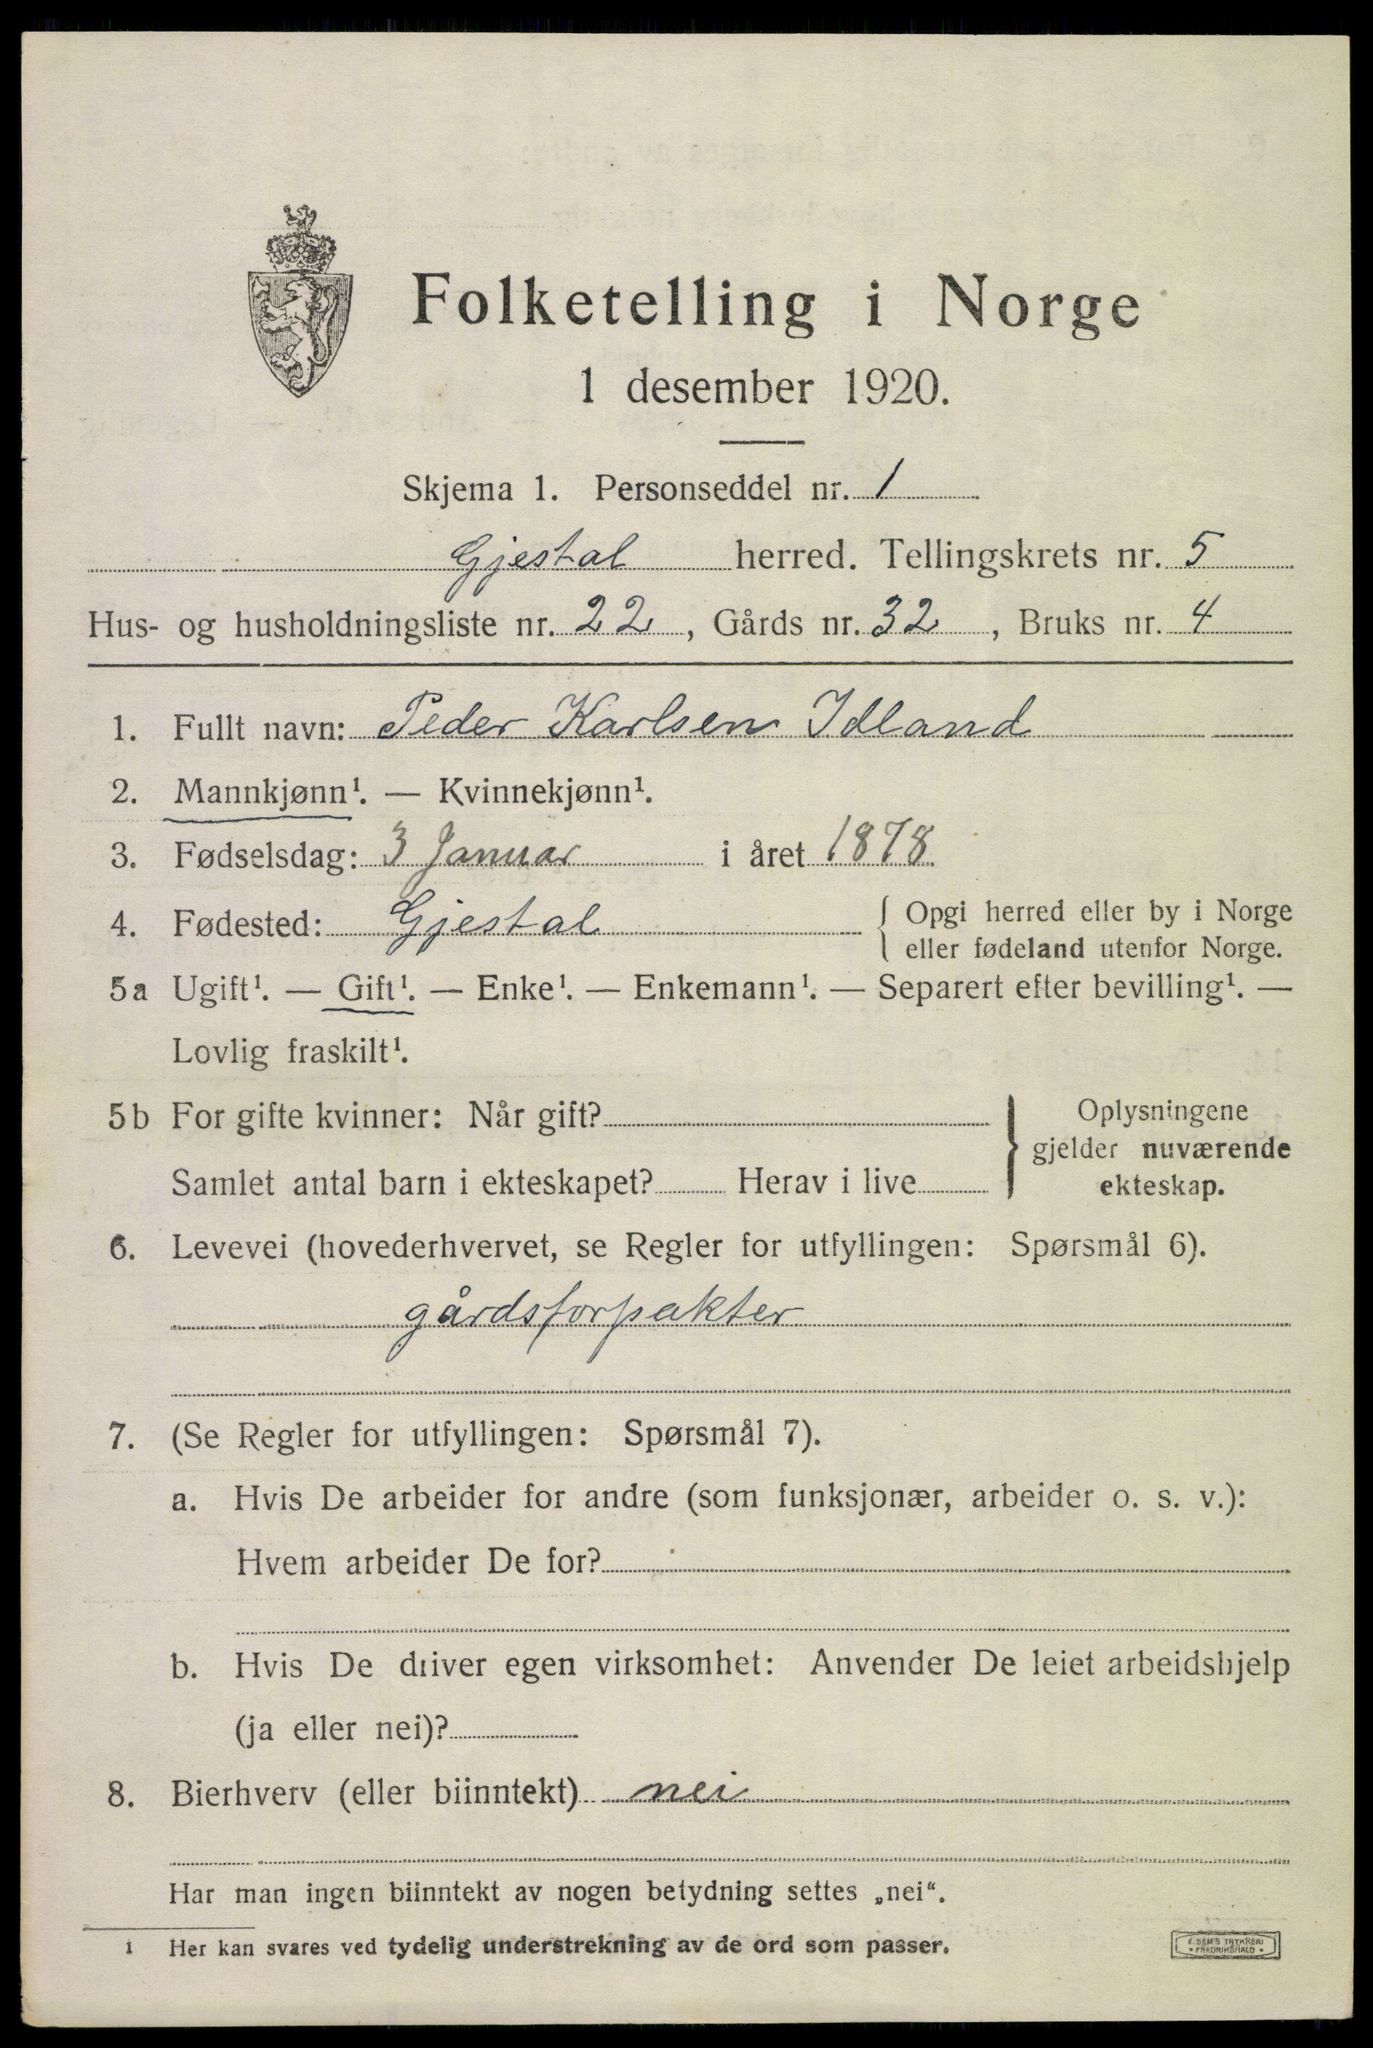 Folketelling i Norge
1 desember 1920.
Skjema 1. Personseddel nr. 1
Gjestal herred. Tellingskrets nr. 5
Hus- og husholdningsliste nr. 22, Gårds nr. 32, Bruks nr. 4
1. Fullt navn: Peder Karlsen Idland
2. Mannkjønn¹. — Kvinnekjønn¹.
3. Fødselsdag: 3 Januar i året 1878
4. Fødested: Gjestal { Opgi herred eller by i Norge
eller fødeland utenfor Norge.
5a Ugift¹. — Gift¹. — Enke¹. — Enkemann¹. — Separert efter bevilling¹. —
Lovlig fraskilt¹.
5b For gifte kvinner: Når gift? } Oplysningene
gjelder nuværende
Samlet antal barn i ekteskapet? Herav i live ekteskap.
6. Levevei (hovederhvervet, se Regler for utfyllingen: Spørsmål 6).
gårdsforpakter
7. (Se Regler for utfyllingen: Spørsmål 7).
a. Hvis De arbeider for andre (som funksjonær, arbeider o. s. v.):
Hvem arbeider De for?
b. Hvis De driver egen virksomhet: Anvender De leiet arbeidshjelp
(ja eller nei)?
8. Bierhverv (eller biinntekt) nei
Har man ingen biinntekt av nogen betydning settes „nei“.
1 Her kan svares ved tydelig understrekning av de ord som passer.
E. SEM'S TRYKKERI
• FREDRIKSHALD •